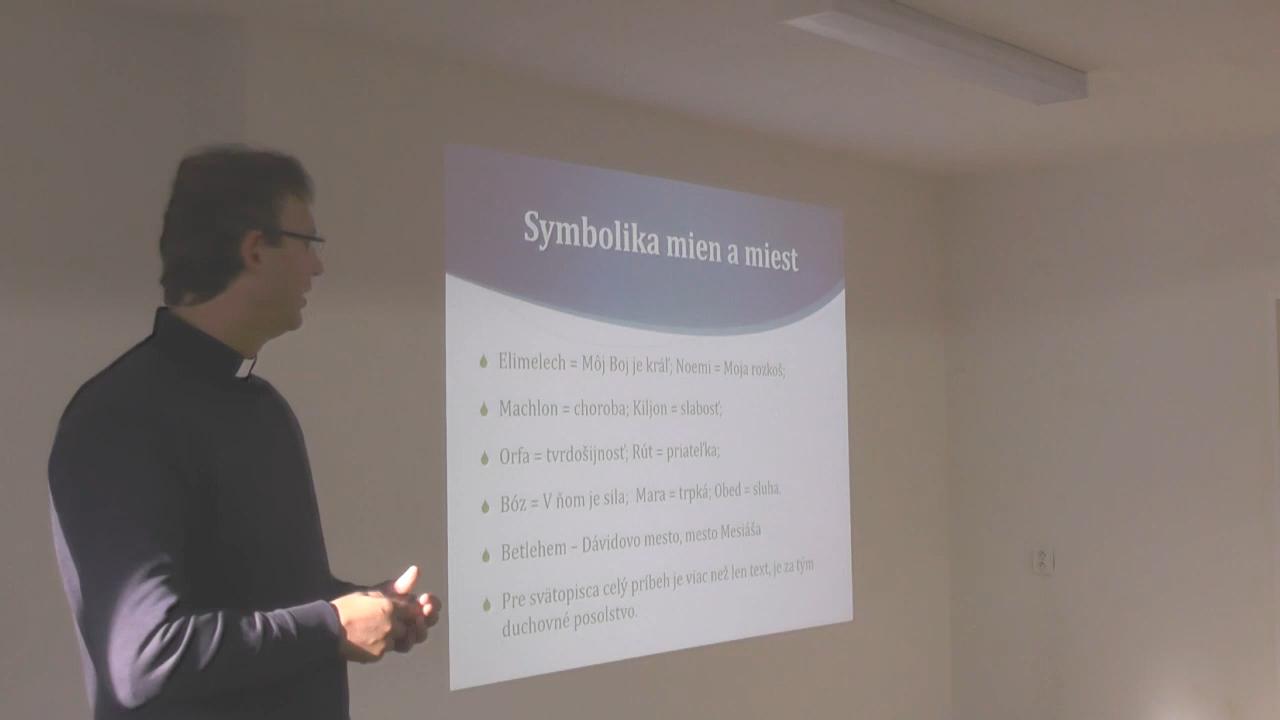 Symbolika mien a miest
Elimelech = Môj Boj je kráľ; Noemi = Moja rozkoš;
Machlon = choroba; Kiljon = slabosť;
Orfa = tvrdošijnosť; Rút = priateľka;
Bóz = V ňom je sila; Mara = trpká; Obed = sluha.
Betlehem – Dávidovo mesto, mesto Mesiáša
Pre svätopisca celý príbeh je viac než len text, je za tým
duchovné posolstvo.